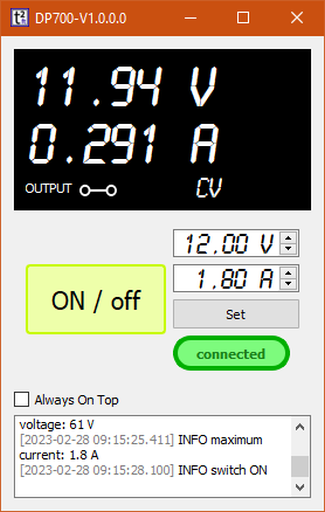 t² DP700-V1.0.0.0
11.94 V
0.291 A
OUTPUT CV
12.00 V
1.80 A
ON / off
Set
connected
Always On Top
voltage: 61 V
[2023-02-28 09:15:25.411] INFO maximum
current: 1.8 A
[2023-02-28 09:15:28.100] INFO switch ON